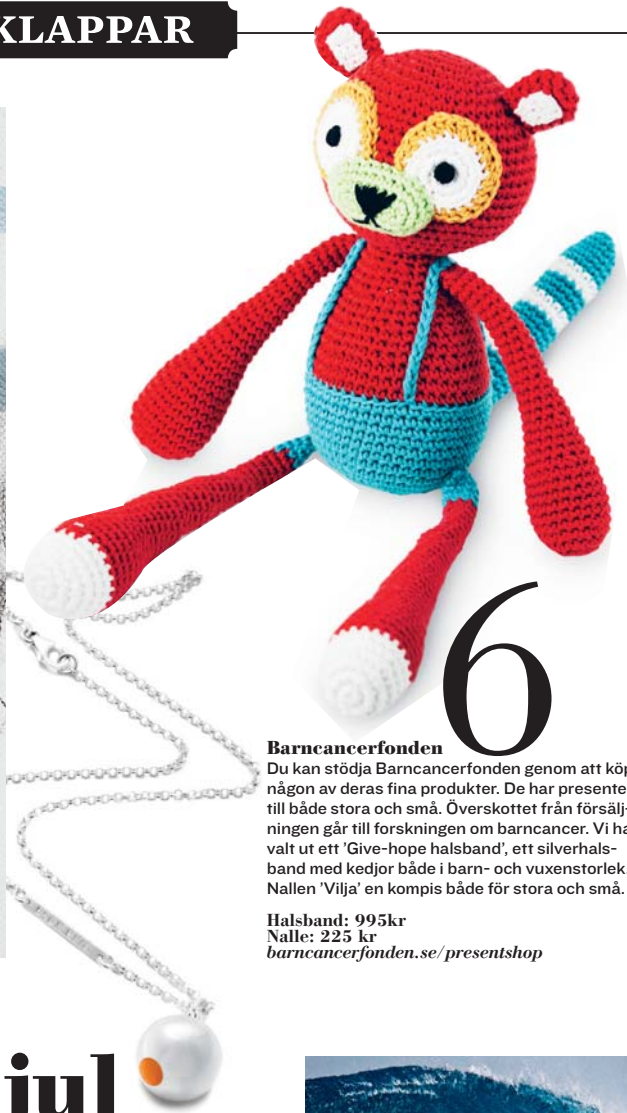 KLAPPAR
6
Barncancerfonden
Du kan stödja Barncancerfonden genom att köp
någon av deras fina produkter. De har presente
till både stora och små. Överskottet från försälj-
ningen går till forskningen om barncancer. Vi ha
valt ut ett 'Give-hope halsband', ett silverhals-
band med kedjor både i barn- och vuxenstorlek.
Nallen 'Vilja' en kompis både för stora och små.
Halsband: 995kr
Nalle: 225 kr
barncancerfonden.se/presentshop
jul